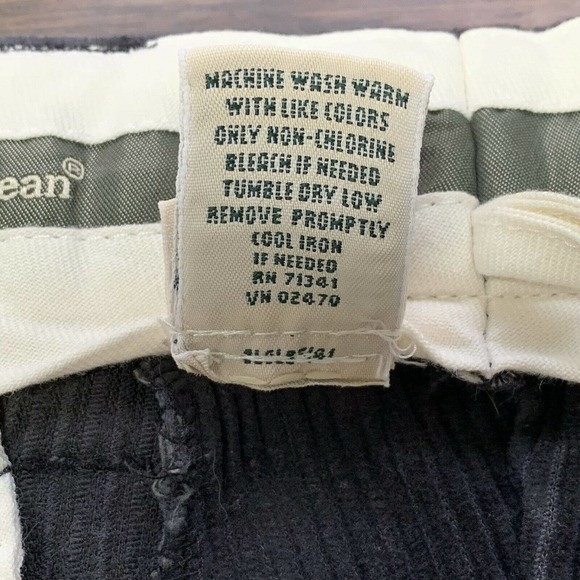 ean®
MACHINE WASH WARM
WITH LIKE COLORS
ONLY NON-CHLORINE
BLEACH IF NEEDED
TUMBLE DRY LOW
REMOVE PROMPTLY
COOL IRON
IF NEEDED
RN 71341
VN 02470